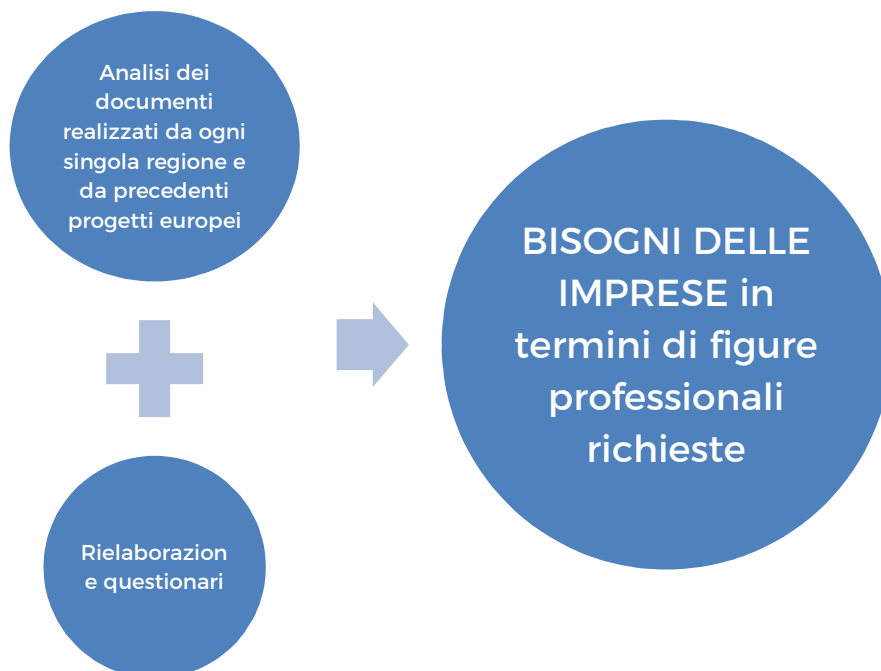 Analisi dei
documenti
realizzati da ogni
singola regione e
da precedenti
progetti europei
Rielaborazion
e questionari
BISOGNI DELLE
IMPRESE in
termini di figure
professionali
richieste